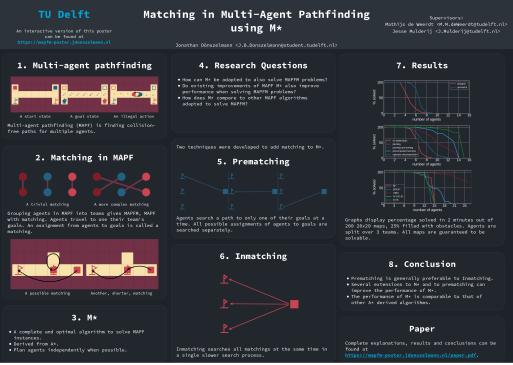 TU Delft
An interactive version of this poster
can be found at
https://mapfm-poster.jdonszelmann.nl
Matching in Multi-Agent Pathfinding
using M*
Jonathan Dönszelmann <J.B.Donszelmann@student.tudelft.nl>
Supervisors:
Mathijs de Weerdt <M.M.deWeerdt@tudelft.nl>
Jesse Mulderij <J.Mulderij@tudelft.nl>
1. Multi-agent pathfinding
A start state
A goal state
An illegal action
Multi-agent pathfinding (MAPF) is finding collision-
free paths for multiple agents.
2. Matching in MAPF
A trivial matching
A more complex matching
Grouping agents in MAPF into teams gives MAPFM, MAPF
with matching. Agents travel to one of their team's
goals. An assignment from agents to goals is called a
matching.
A possible matching
Another, shorter, matching
3. M*
• A complete and optimal algorithm to solve MAPF
instances.
• Derived from A*.
• Plan agents independently when possible.
4. Research Questions
• How can M* be adapted to also solve MAPFM problems?
• Do existing improvements of MAPF M* also improve
performance when solving MAPFM problems?
• How does M* compare to other MAPF algorithms
adapted to solve MAPFM?
Two techniques were developed to add matching to M*.
5. Prematching
Agents search a path to only one of their goals at a
time. All possible assignments of agents to goals are
searched separately.
6. Inmatching
Inmatching searches all matchings at the same time in
a single slower search process.
7. Results
% solved
number of agents
% solved
number of agents
% solved
number of agents
Graphs display percentage solved in 2 minutes out of
200 20x20 maps, 25% filled with obstacles. Agents are
split over 3 teams. All maps are guaranteed to be
solvable.
8. Conclusion
• Prematching is generally preferable to Inmatching.
• Several extensions to M* and to prematching can
improve the performance of M*.
• The performance of M* is comparable to that of
other A* derived algorithms.
Paper
Complete explanations, results and conclusions can be
found at
https://mapfm-poster.jdonszelmann.nl/paper.pdf.